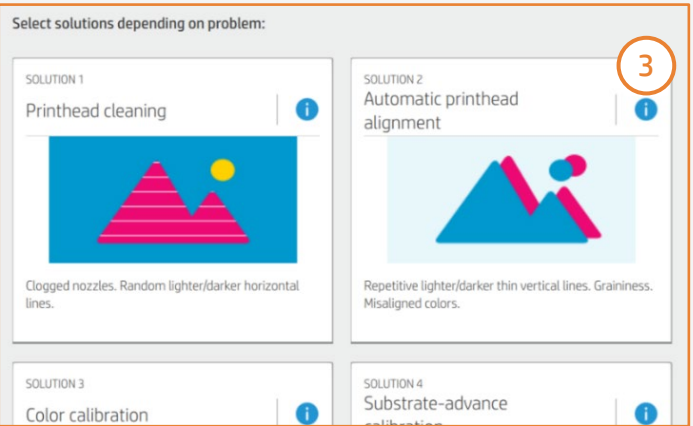 Select solutions depending on problem:
3
SOLUTION 1
Printhead cleaning
i
Clogged nozzles. Random lighter/darker horizontal
lines.
SOLUTION 2
Automatic printhead
alignment
i
Repetitive lighter/darker thin vertical lines. Graininess.
Misaligned colors.
SOLUTION 3
Color calibration
i
SOLUTION 4
Substrate-advance
calibration
i